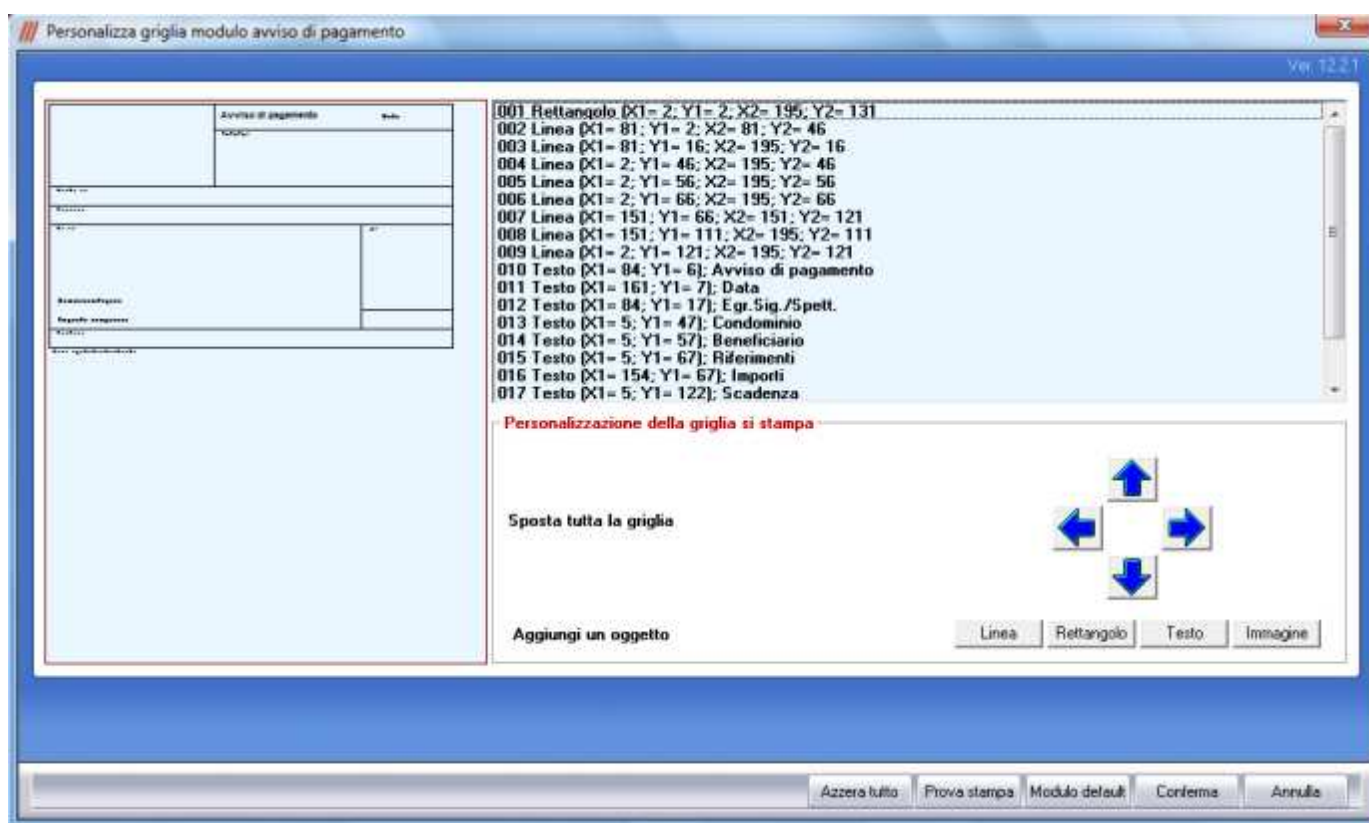 Personalizza griglia modulo avviso di pagamento
Ver. 12.2.1
Avviso di pagamento
001 Rettangolo (X1= 2; Y1= 2; X2= 195; Y2= 131
002 Linea (X1= 81; Y1= 2; X2= 81; Y2= 46
003 Linea (X1= 81; Y1= 16; X2= 195; Y2= 16
004 Linea (X1= 2; Y1= 46; X2= 195; Y2= 46
005 Linea (X1= 2; Y1= 56; X2= 195; Y2= 56
006 Linea (X1= 2; Y1= 66; X2= 195; Y2= 66
007 Linea (X1= 151; Y1= 66; X2= 151; Y2= 121
008 Linea (X1= 151; Y1= 111; X2= 195; Y2= 111
009 Linea (X1= 2; Y1= 121; X2= 195; Y2= 121
010 Testo (X1= 84; Y1= 6); Avviso di pagamento
011 Testo (X1= 161; Y1= 7); Data
012 Testo (X1= 84; Y1= 17); Egr.Sig./Spett.
013 Testo (X1= 5; Y1= 47); Condominio
014 Testo (X1= 5; Y1= 57); Beneficiario
015 Testo (X1= 5; Y1= 67); Riferimenti
016 Testo (X1= 154; Y1= 67); Importi
017 Testo (X1= 5; Y1= 122); Scadenza
Personalizzazione della griglia si stampa
Sposta tutta la griglia
Aggiungi un oggetto
Linea Rettangolo Testo Immagine
Azzera tutto Prova stampa Modulo default Conferma Annulla